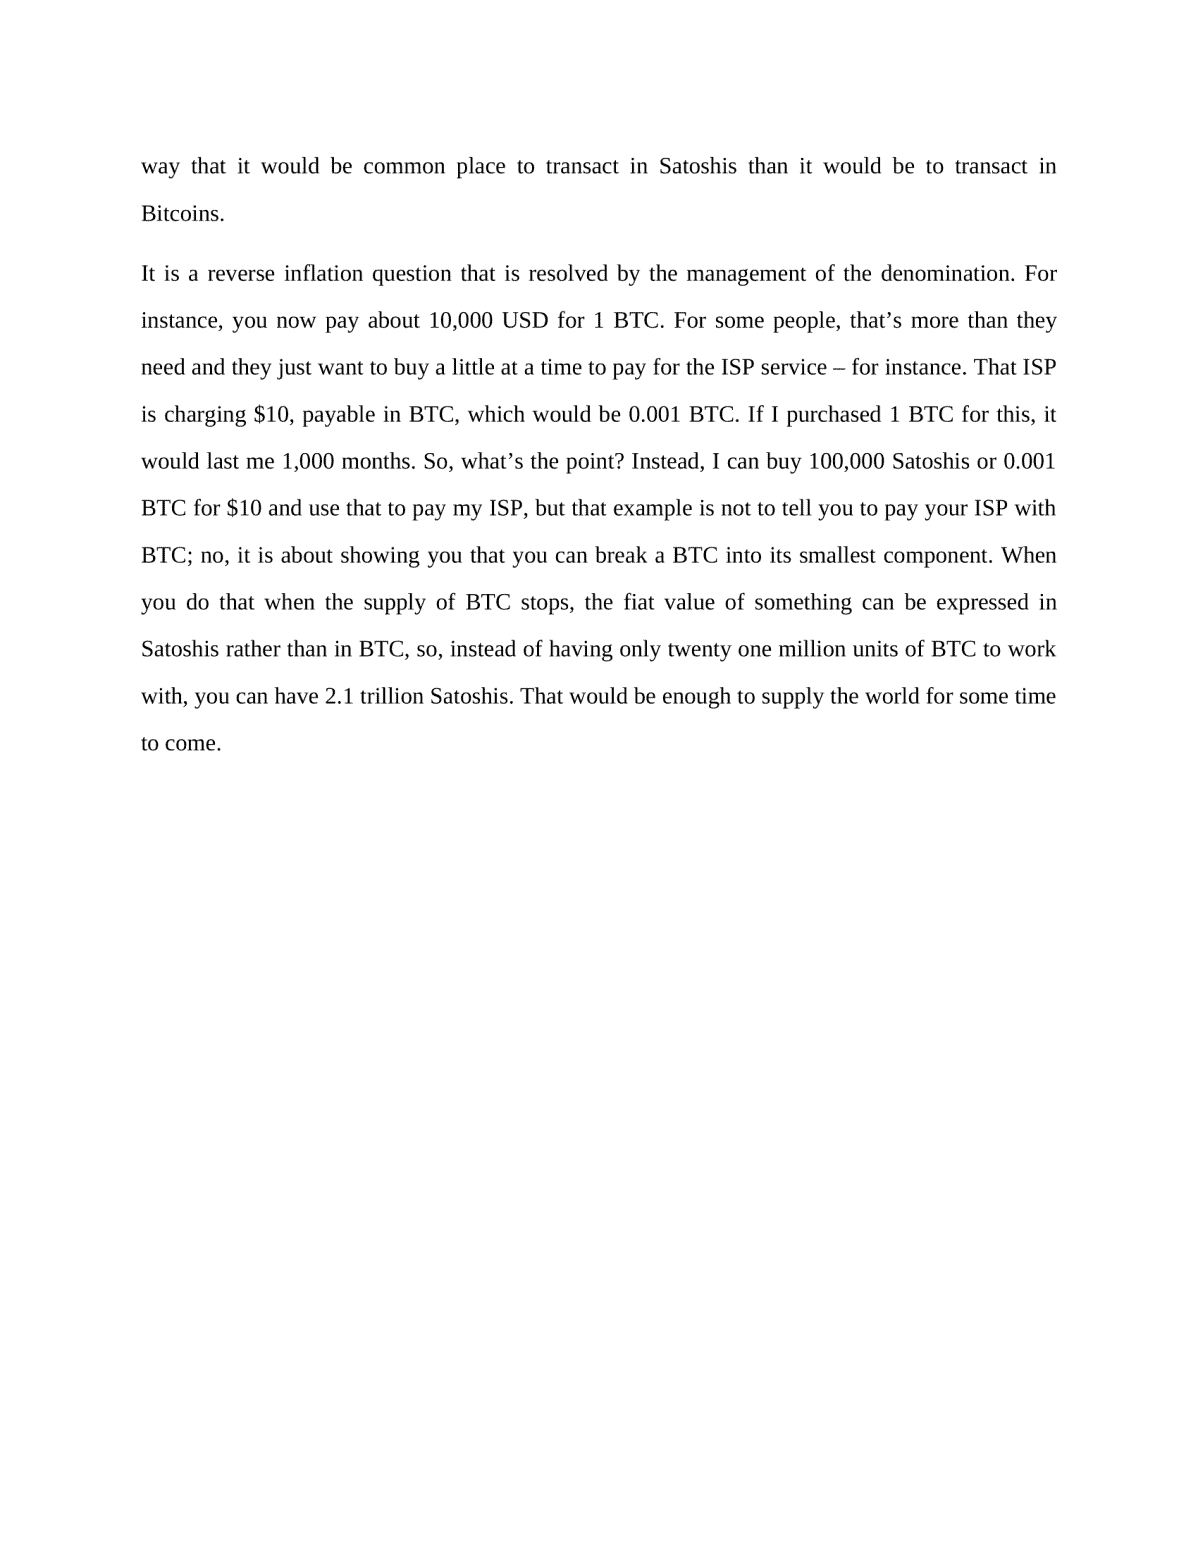 way that it would be common place to transact in Satoshis than it would be to transact in
Bitcoins.
It is a reverse inflation question that is resolved by the management of the denomination. For
instance, you now pay about 10,000 USD for 1 BTC. For some people, that’s more than they
need and they just want to buy a little at a time to pay for the ISP service – for instance. That ISP
is charging $10, payable in BTC, which would be 0.001 BTC. If I purchased 1 BTC for this, it
would last me 1,000 months. So, what’s the point? Instead, I can buy 100,000 Satoshis or 0.001
BTC for $10 and use that to pay my ISP, but that example is not to tell you to pay your ISP with
BTC; no, it is about showing you that you can break a BTC into its smallest component. When
you do that when the supply of BTC stops, the fiat value of something can be expressed in
Satoshis rather than in BTC, so, instead of having only twenty one million units of BTC to work
with, you can have 2.1 trillion Satoshis. That would be enough to supply the world for some time
to come.